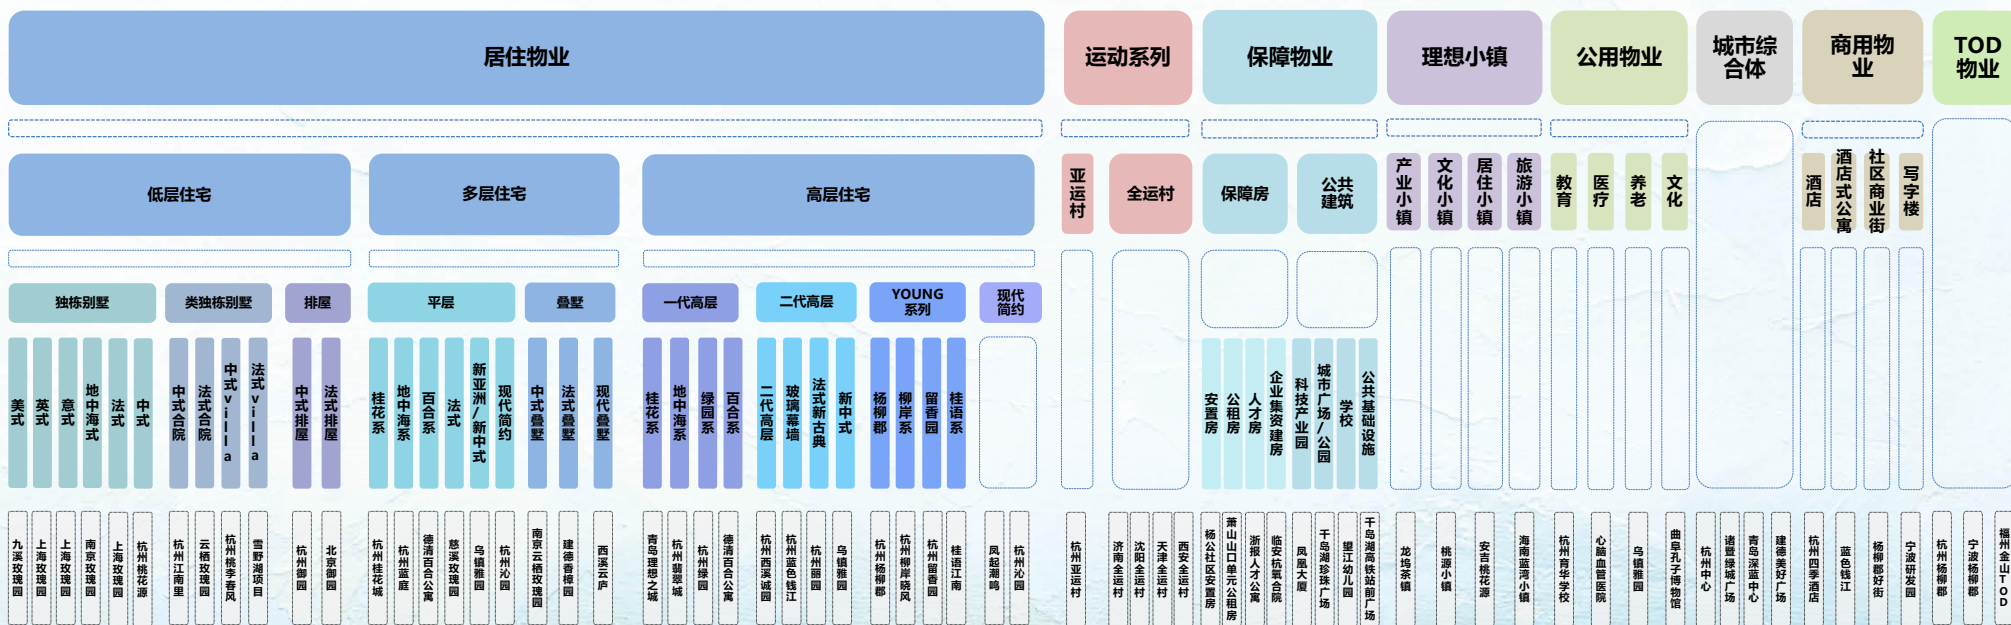 居住物业
运动系列
保障物业
理想小镇
公用物业
城市综
合体
商用物
业
TOD
物业
低层住宅
多层住宅
高层住宅
亚运村
全运村
保障房
公共
建筑
产业小镇
文化小镇
居住小镇
旅游小镇
教育
医疗
养老
文化
酒店
酒店式公寓
社区商业街
写字楼
独栋别墅
类独栋别墅
排屋
平层
叠墅
一代高层
二代高层
YOUNG
系列
现代
简约
美式
英式
意式
地中海式
法式
中式
中式合院
法式合院
中式villa
法式villa
中式排屋
法式排屋
桂花系
地中海系
百合系
法式
新亚洲/新中式
现代简约
中式叠墅
法式叠墅
现代叠墅
桂花系
地中海系
绿园系
百合系
二代高层
玻璃幕墙
法式新古典
新中式
杨柳郡
柳岸系
留香园
桂语系
安置房
公租房
人才房
企业集资建房
科技产业园
城市广场/公园
学校
公共基础设施
九溪玫瑰园
上海玫瑰园
上海玫瑰园
南京玫瑰园
上海玫瑰园
杭州桃花源
杭州江南里
云栖玫瑰园
杭州桃李春风
雪野湖项目
杭州御园
北京御园
杭州桂花城
杭州蓝庭
德清百合公寓
慈溪玫瑰园
乌镇雅园
杭州沁园
南京云栖玫瑰园
建德香樟园
西溪云庐
青岛理想之城
杭州翡翠城
杭州绿园
德清百合公寓
杭州西溪诚园
杭州蓝色钱江
杭州丽园
乌镇雅园
杭州杨柳郡
杭州柳岸晓风
杭州留香园
桂语江南
凤起潮鸣
杭州沁园
杭州亚运村
济南全运村
沈阳全运村
天津全运村
西安全运村
杨公社区安置房
萧山山口单元公租房
浙报人才公寓
临安杭氧合院
凤凰大厦
千岛湖珍珠广场
望江幼儿园
千岛湖高铁站前广场
龙坞茶镇
桃源小镇
安吉桃花源
海南蓝湾小镇
杭州育华学校
心脑血管医院
乌镇雅园
曲阜孔子博物馆
杭州中心
诸暨绿城广场
青岛深蓝中心
建德美好广场
杭州四季酒店
蓝色钱江
杨柳郡好街
宁波研发园
杭州杨柳郡
宁波杨柳郡
福州金山TOD